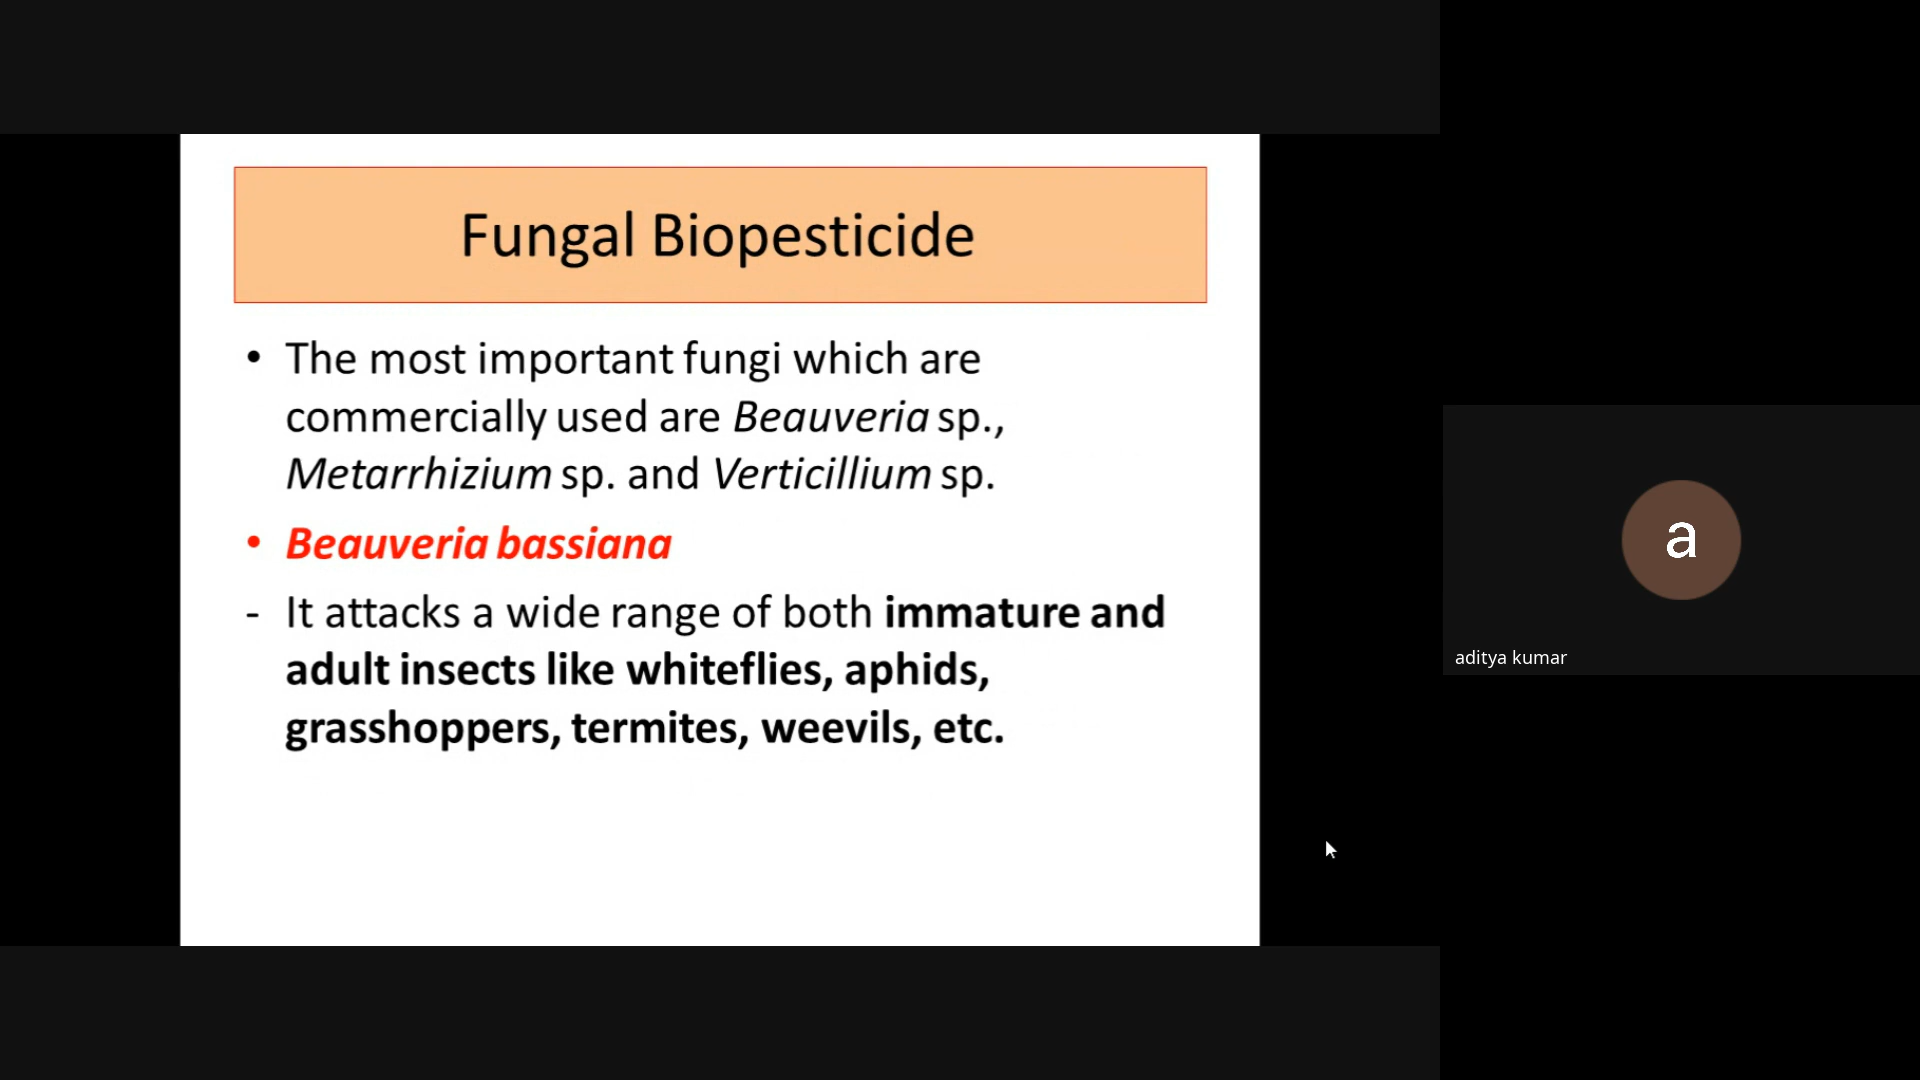 Fungal Biopesticide
• The most important fungi which are
commercially used are Beauveria sp.,
Metarrhizium sp. and Verticillium sp.
• Beauveria bassiana
- It attacks a wide range of both immature and
adult insects like whiteflies, aphids,
grasshoppers, termites, weevils, etc.
a
aditya kumar